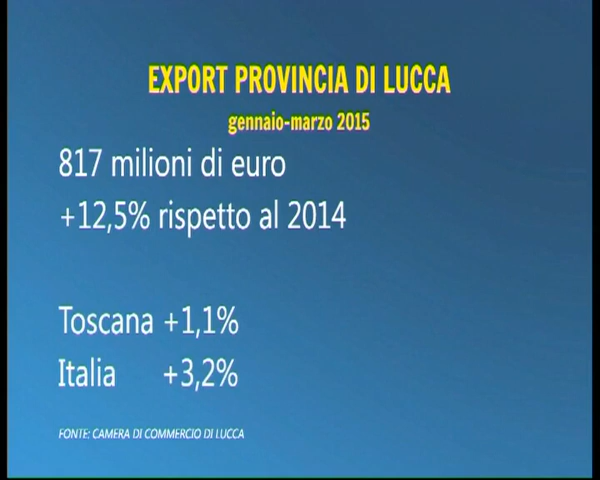 EXPORT PROVINCIA DI LUCCA
gennaio-marzo 2015
817 milioni di euro
+12,5% rispetto al 2014
Toscana +1,1%
Italia +3,2%
FONTE: CAMERA DI COMMERCIO DI LUCCA